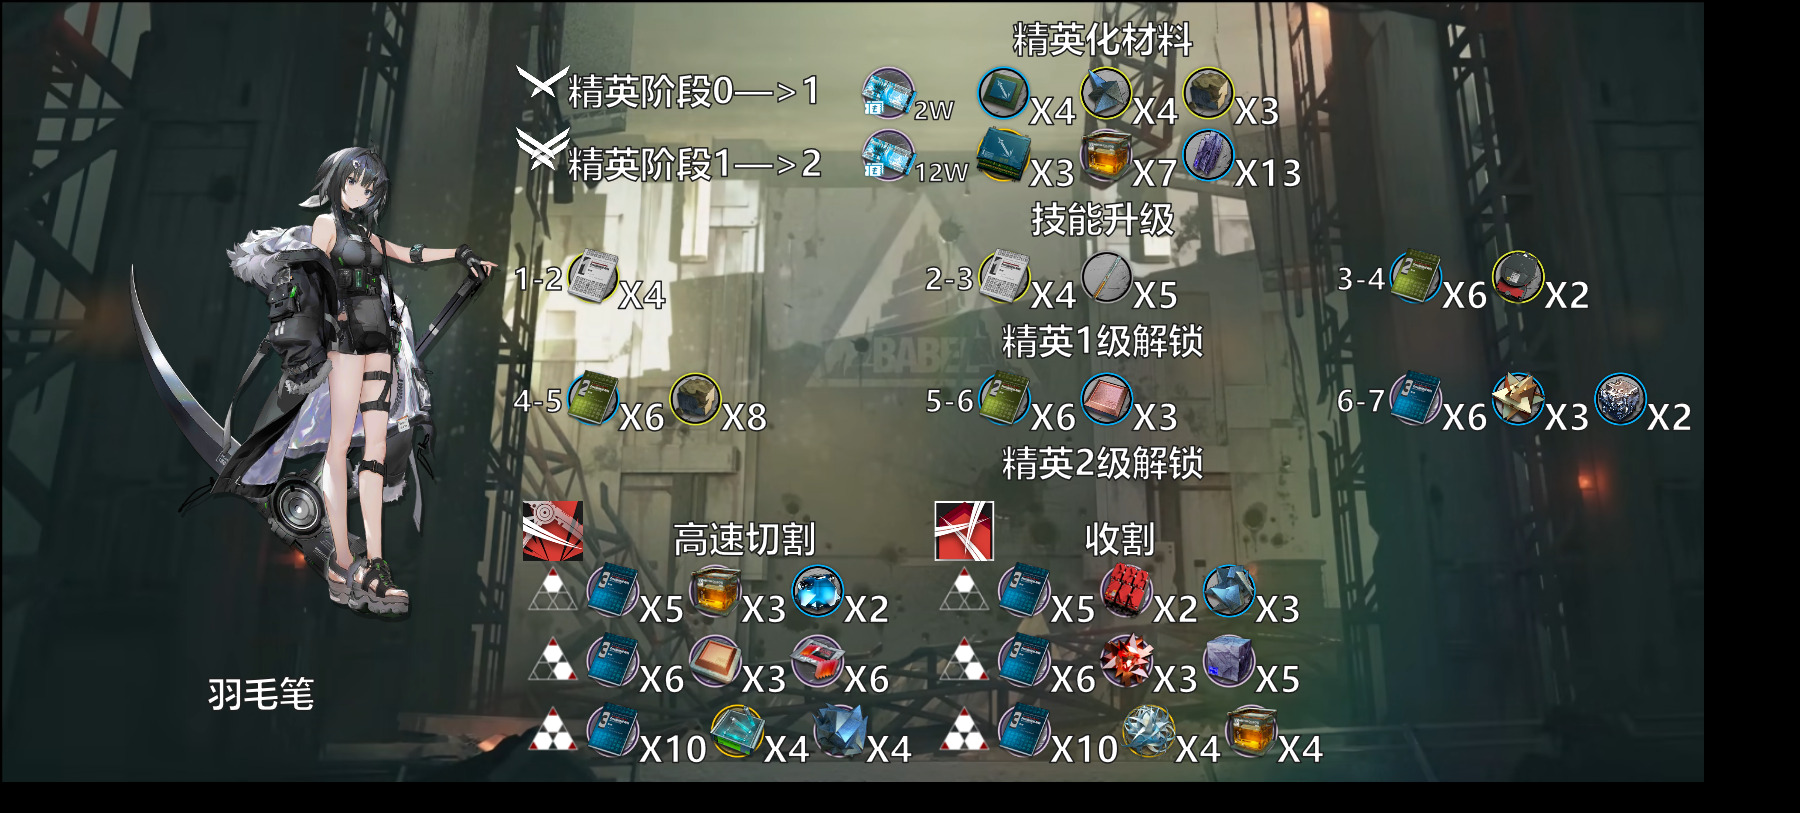 精英化材料
精英阶段0—>1 2W X4 X4 X3
精英阶段1—>2 12W X3 X7 X13
技能升级
1-2 X4 2-3 X4 X5 3-4 X6 X2
精英1级解锁
BABEL
4-5 X6 X8 5-6 X6 X3 6-7 X6 X3 X2
精英2级解锁
高速切割 收割
X5 X3 X2 X5 X2 X3
X6 X3 X6 X6 X3 X5
羽毛笔
X10 X4 X4 X10 X4 X4